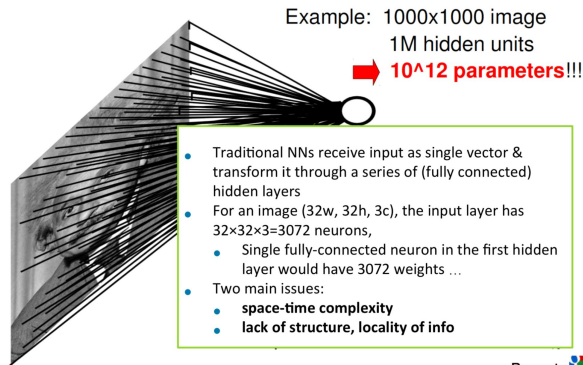 Example: 1000x1000 image
1M hidden units
10^12 parameters!!!
• Traditional NNs receive input as single vector &
transform it through a series of (fully connected)
hidden layers
• For an image (32w, 32h, 3c), the input layer has
32×32×3=3072 neurons,
• Single fully-connected neuron in the first hidden
layer would have 3072 weights ...
• Two main issues:
• space-time complexity
• lack of structure, locality of info